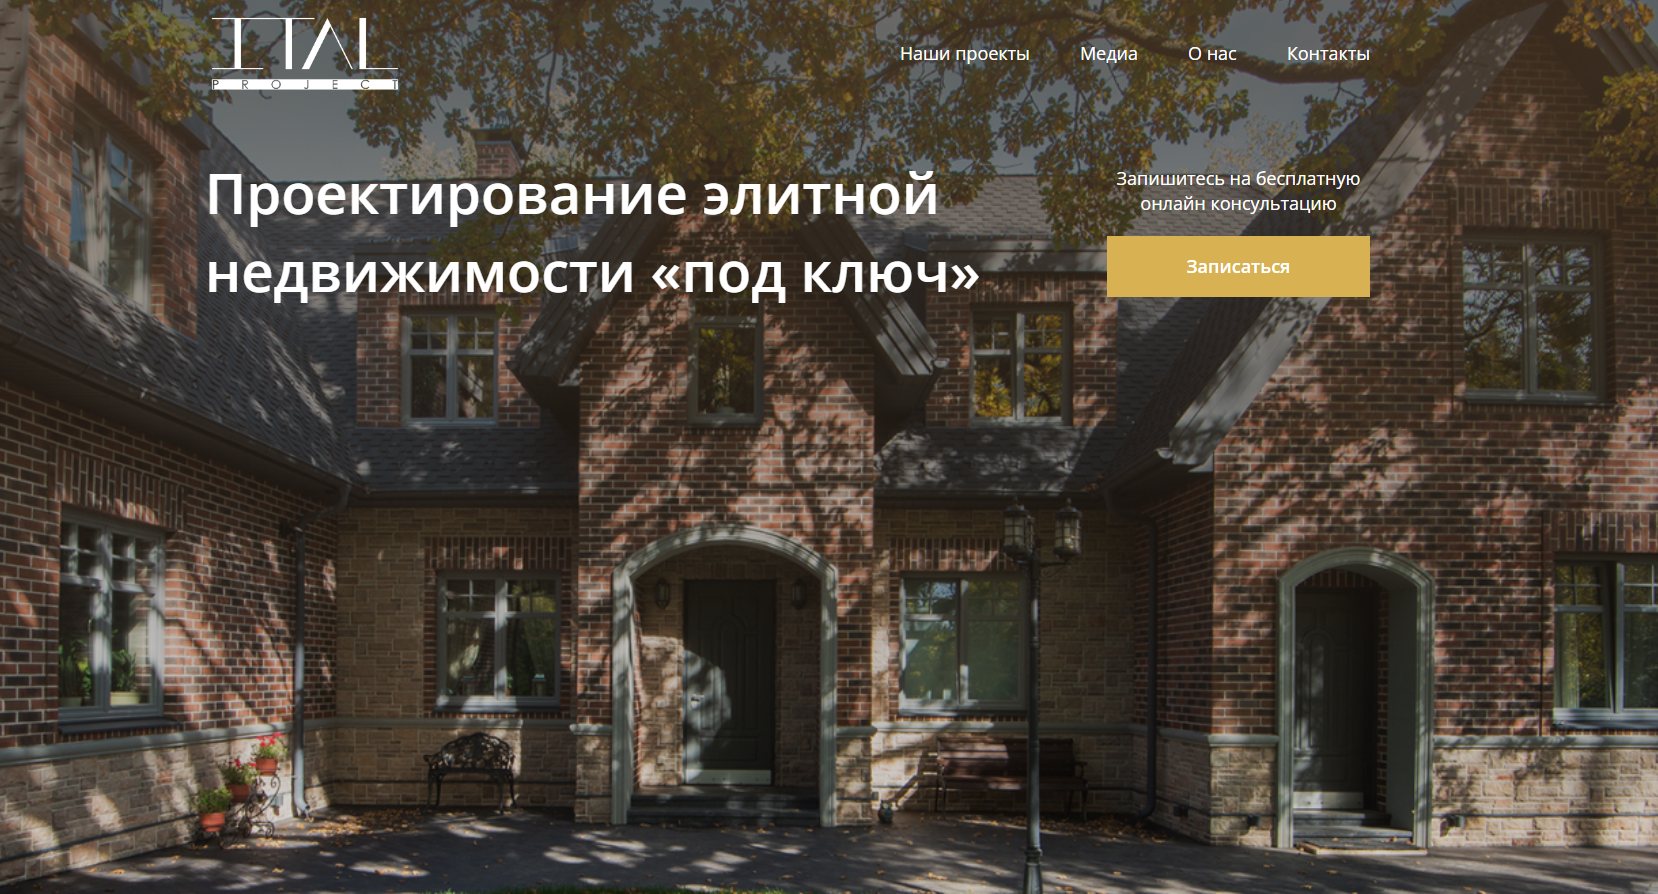 ITAL
PROJECT
Наши проекты Медиа О нас Контакты
Проектирование элитной
недвижимости «под ключ»
Запишитесь на бесплатную
онлайн консультацию
Записаться